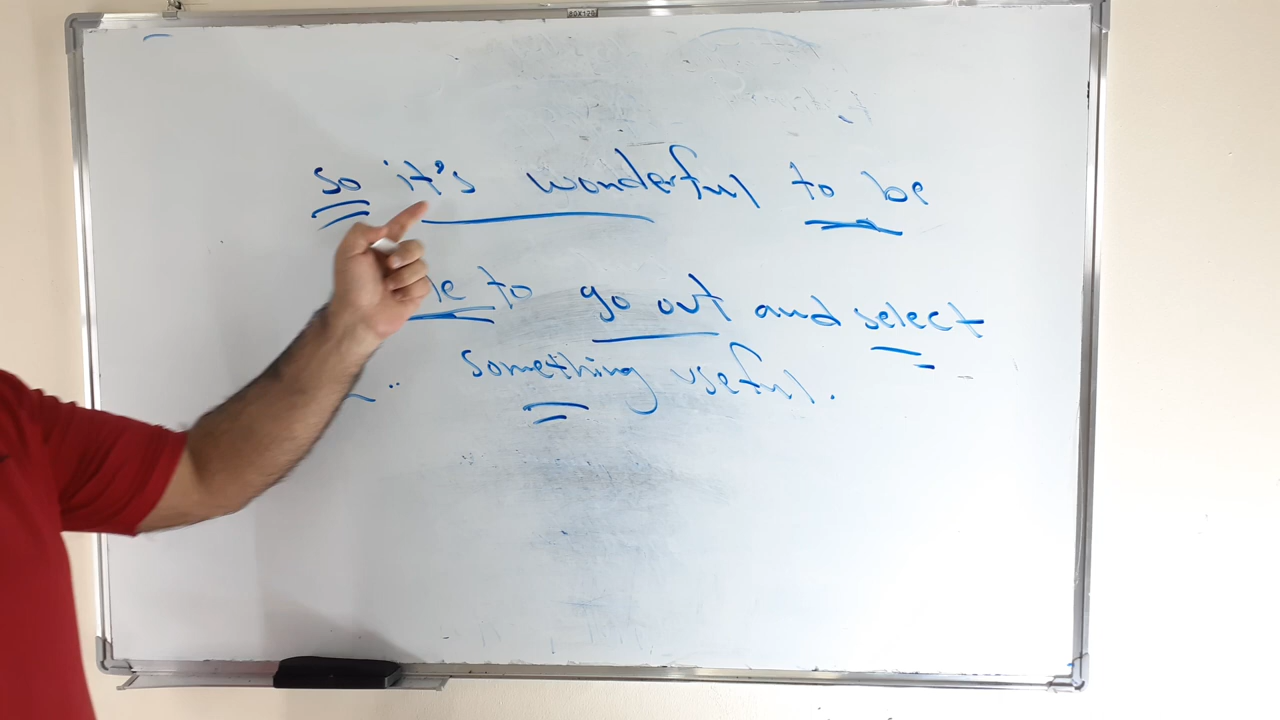 so it's wonderful to be
to go out and select
something useful.